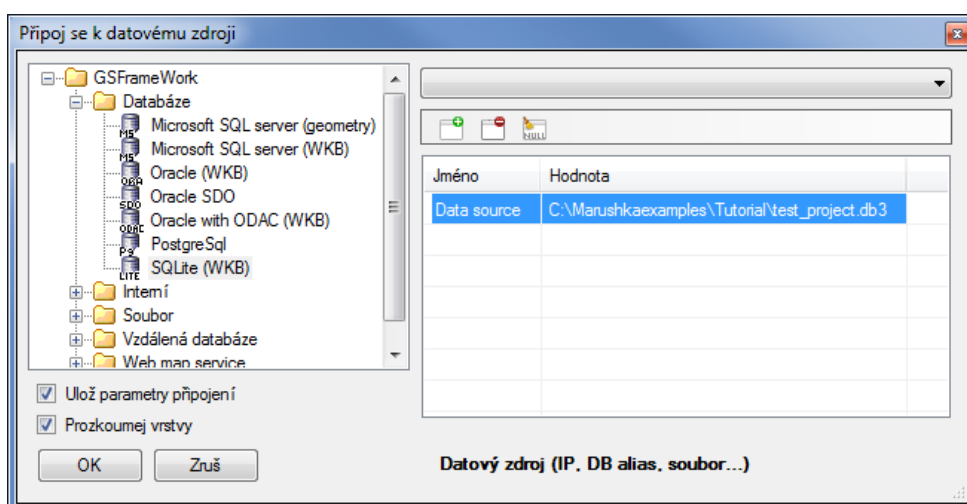 Připoj se k datovému zdroji
GSFrameWork
Databáze
Microsoft SQL server (geometry)
Microsoft SQL server (WKB)
Oracle (WKB)
Oracle SDO
Oracle with ODAC (WKB)
PostgreSql
SQLite (WKB)
Interní
Soubor
Vzdálená databáze
Web map service
Ulož parametry připojení
Prozkoumej vrstvy
OK
Zruš
NULL
Jméno Hodnota
Data source C:\Marushkaexamples\Tutorial\test_project.db3
Datový zdroj (IP, DB alias, soubor...)